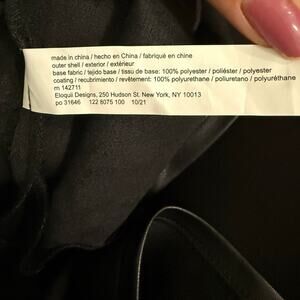 made in china / hecho en China / fabriqué en chine
outer shell / exterior / extérieur
base fabric / tejido base / tissu de base: 100% polyester / poliéster / polyester
coating / recubrimiento / revêtement: 100% polyurethane / poliuretano / polyuréthane
rn 142711
Eloquii Designs, 250 Hudson St. New York, NY 10013
po 31646 122 8075 100 10/21